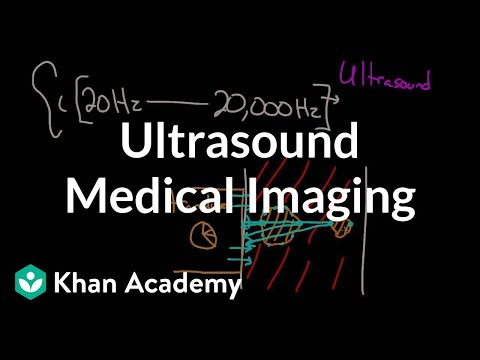 Ultrasound
[20Hz — 20,000Hz]
Ultrasound
Medical Imaging
Khan Academy